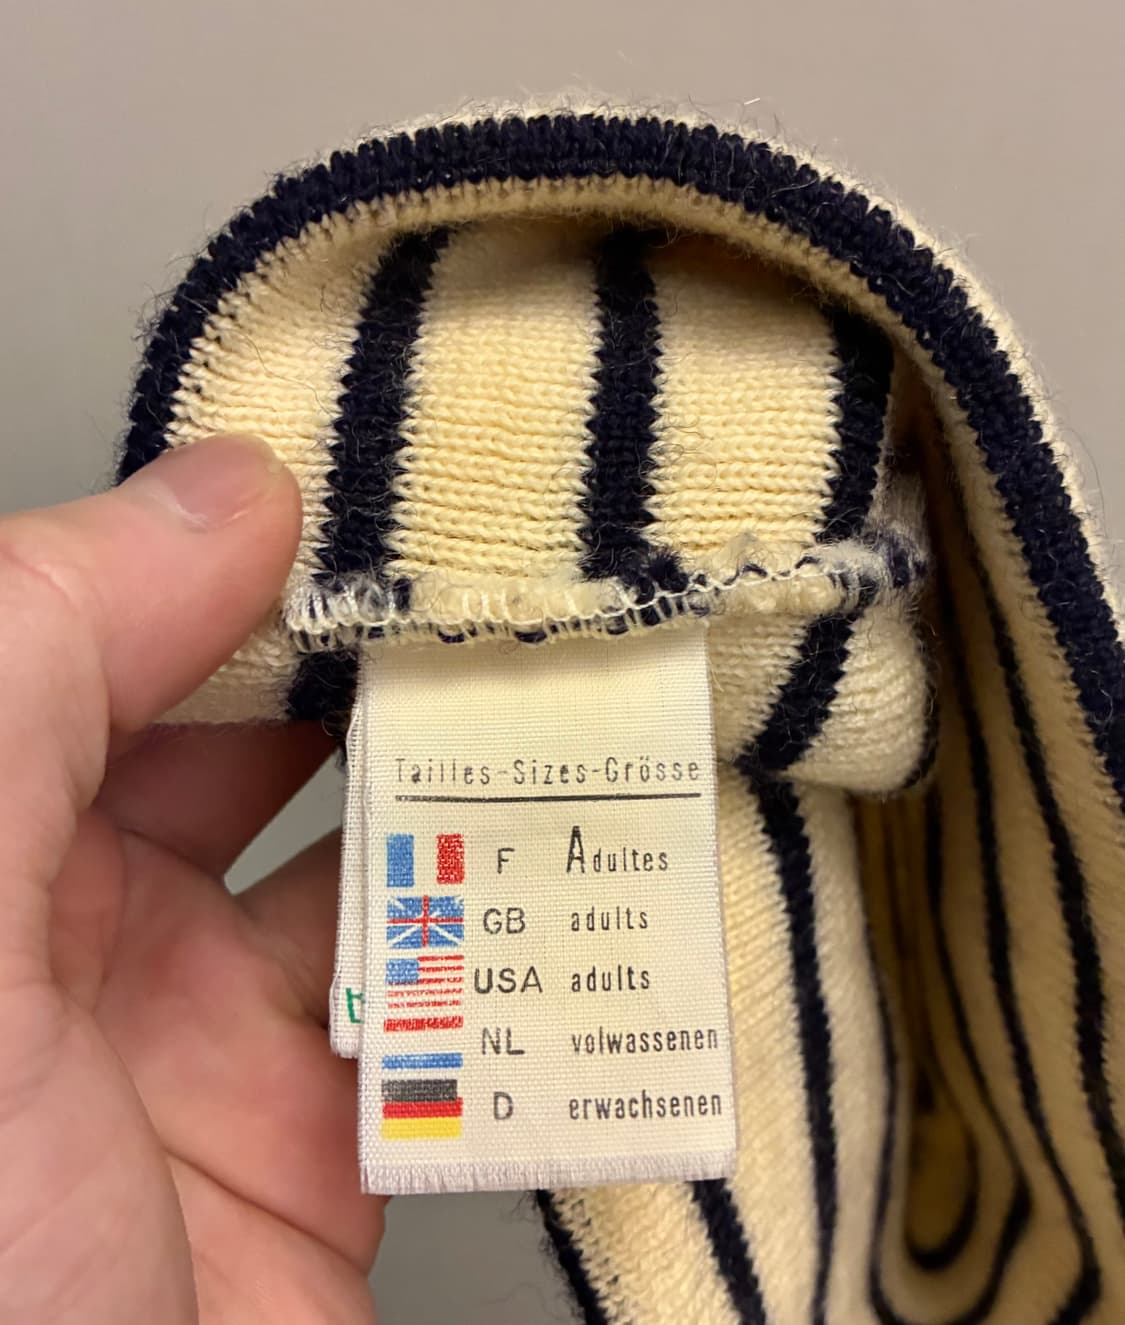 Tailles-Sizes-Grösse
F Adultes
GB adults
USA adults
NL volwassenen
D erwachsenen